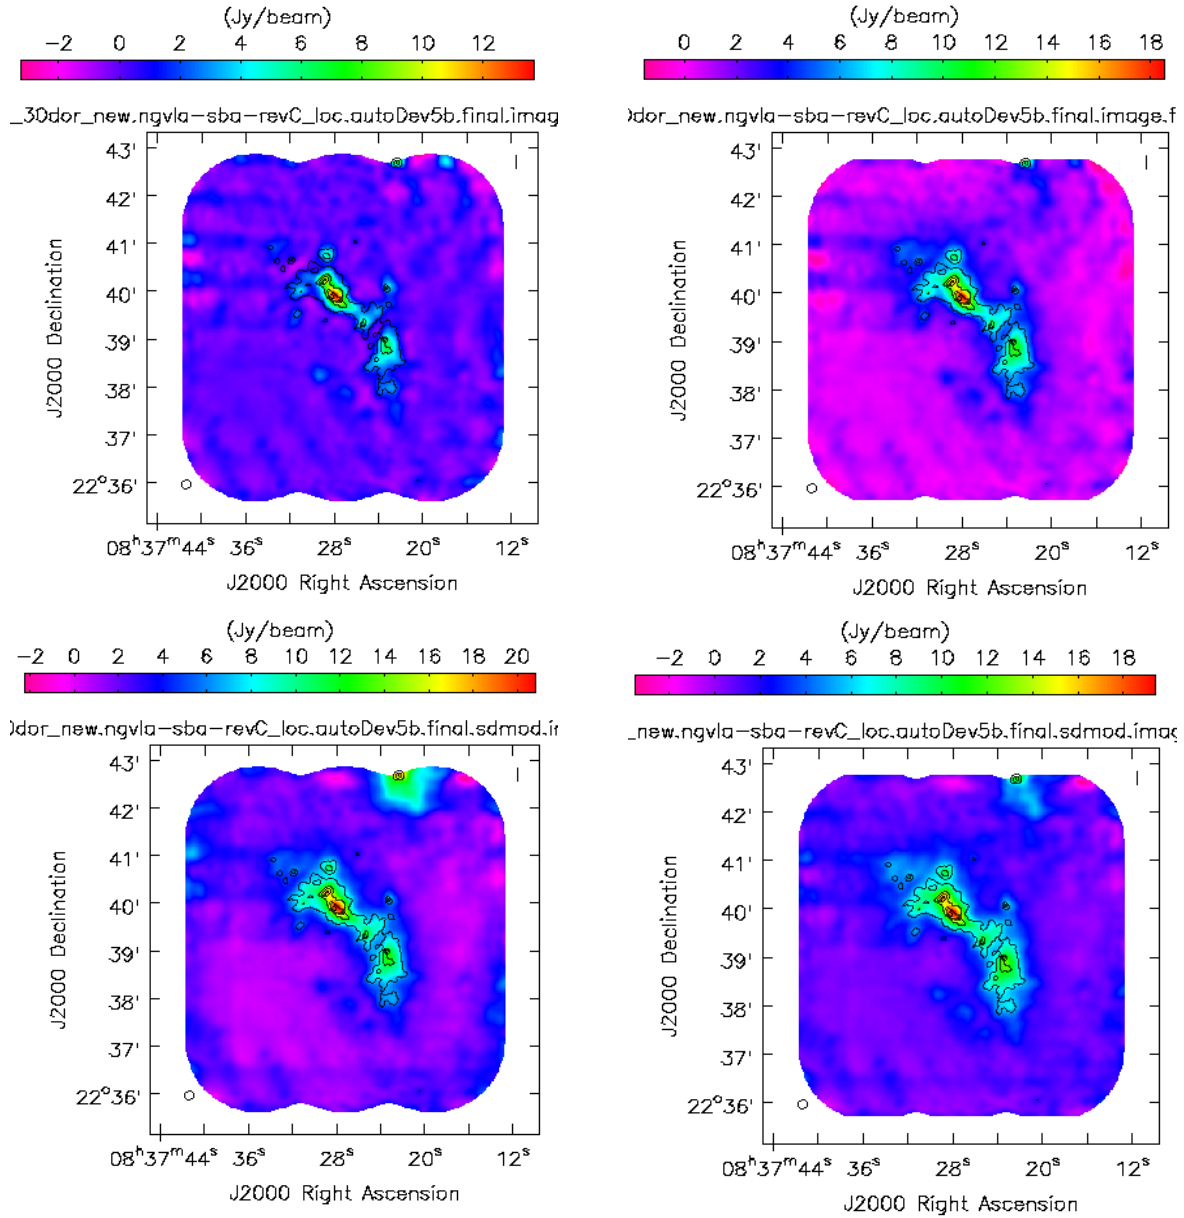 (Jy/beam)
−2 0 2 4 6 8 10 12
_30dor_new.ngvla−sba−revC_loc.autoDev5b.final.imag
43'
42'
41'
40'
39'
38'
37'
22°36'
J2000 Declination
08ʰ37ᵐ44ˢ 36ˢ 28ˢ 20ˢ 12ˢ
J2000 Right Ascension
(Jy/beam)
0 2 4 6 8 10 12 14 16 18
dor_new.ngvla−sba−revC_loc.autoDev5b.final.image.f
43'
42'
41'
40'
39'
38'
37'
22°36'
J2000 Declination
08ʰ37ᵐ44ˢ 36ˢ 28ˢ 20ˢ 12ˢ
J2000 Right Ascension
(Jy/beam)
−2 0 2 4 6 8 10 12 14 16 18 20
dor_new.ngvla−sba−revC_loc.autoDev5b.final.sdmod.i
43'
42'
41'
40'
39'
38'
37'
22°36'
J2000 Declination
08ʰ37ᵐ44ˢ 36ˢ 28ˢ 20ˢ 12ˢ
J2000 Right Ascension
(Jy/beam)
−2 0 2 4 6 8 10 12 14 16 18
_new.ngvla−sba−revC_loc.autoDev5b.final.sdmod.imag
43'
42'
41'
40'
39'
38'
37'
22°36'
J2000 Declination
08ʰ37ᵐ44ˢ 36ˢ 28ˢ 20ˢ 12ˢ
J2000 Right Ascension